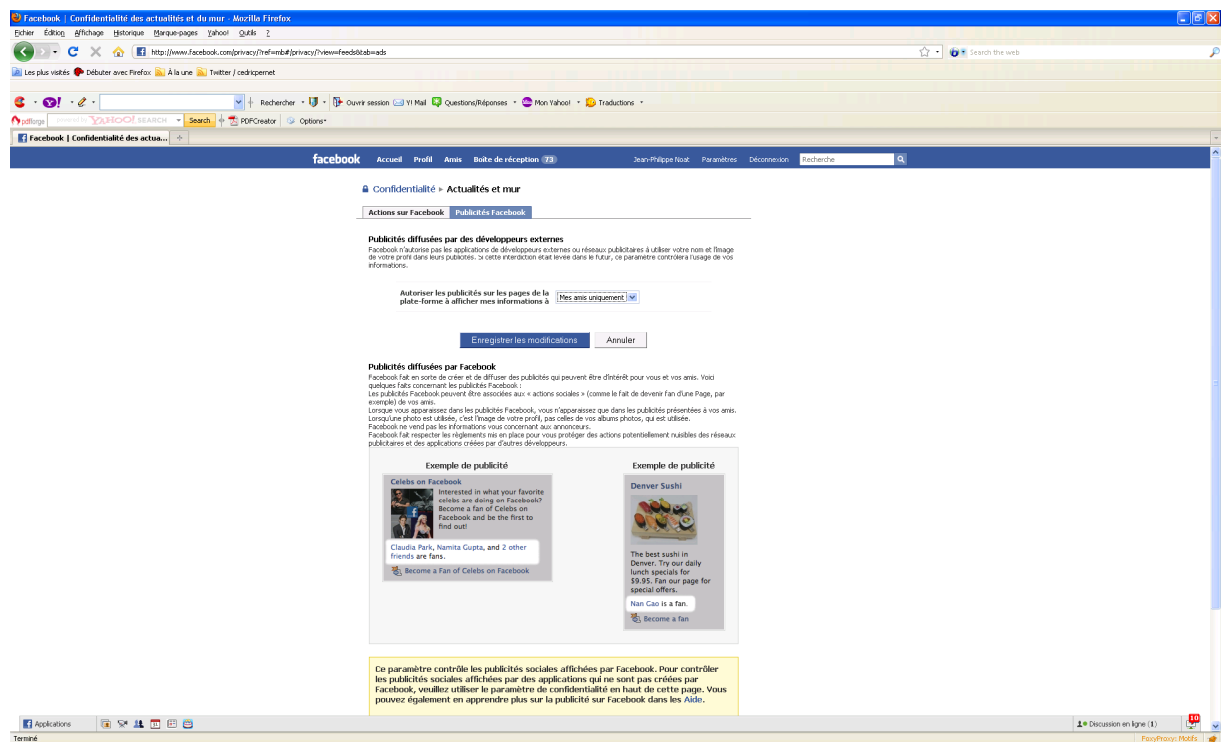 Facebook | Confidentialité des actualités et du mur - Mozilla Firefox
Fichier Édition Affichage Historique Marque-pages Yahoo! Outils ?
http://www.facebook.com/privacy/?ref=mb#/privacy/?view=feeds&tab=ads
Search the web
Les plus visités Débuter avec Firefox À la une Twitter / cedricpernet
Y! Rechercher Ouvrir session Y! Mail Questions/Réponses Mon Yahoo! Traductions
pdfforge powered by YAHOO! SEARCH Search PDFCreator Options
Facebook | Confidentialité des actua...
facebook Accueil Profil Amis Boîte de réception 73 Jean-Philippe Noat Paramètres Déconnexion Recherche
Confidentialité ▸ Actualités et mur
Actions sur Facebook Publicités Facebook
Publicités diffusées par des développeurs externes
Facebook n'autorise pas les applications de développeurs externes ou réseaux publicitaires à utiliser votre nom et l'image
de votre profil dans leurs publicités. Si cette interdiction était levée dans le futur, ce paramètre contrôlera l'usage de vos
informations.
Autoriser les publicités sur les pages de la
plate-forme à afficher mes informations à Mes amis uniquement
Enregistrer les modifications Annuler
Publicités diffusées par Facebook
Facebook fait en sorte de créer et de diffuser des publicités qui peuvent être d'intérêt pour vous et vos amis. Voici
quelques faits concernant les publicités Facebook :
Les publicités Facebook peuvent être associées aux « actions sociales » (comme le fait de devenir fan d'une Page, par
exemple) de vos amis.
Lorsque vous apparaissez dans les publicités Facebook, vous n'apparaissez que dans les publicités présentées à vos amis.
Lorsqu'une photo est utilisée, c'est l'image de votre profil, pas celles de vos albums photos, qui est utilisée.
Facebook ne vend pas les informations vous concernant aux annonceurs.
Facebook fait respecter les règlements mis en place pour vous protéger des actions potentiellement nuisibles des réseaux
publicitaires et des applications créées par d'autres développeurs.
Exemple de publicité
Celebs on Facebook
Interested in what your favorite
celebs are doing on Facebook?
Become a fan of Celebs on
Facebook and be the first to
find out!
Claudia Park, Namita Gupta, and 2 other
friends are fans.
Become a Fan of Celebs on Facebook
Exemple de publicité
Denver Sushi
The best sushi in
Denver. Try our daily
lunch specials for
$9.95. Fan our page for
special offers.
Nan Gao is a fan.
Become a fan
Ce paramètre contrôle les publicités sociales affichées par Facebook. Pour contrôler
les publicités sociales affichées par des applications qui ne sont pas créées par
Facebook, veuillez utiliser le paramètre de confidentialité en haut de cette page. Vous
pouvez également en apprendre plus sur la publicité sur Facebook dans les Aide.
Applications Discussion en ligne (1) 10
Terminé FoxyProxy: Motifs